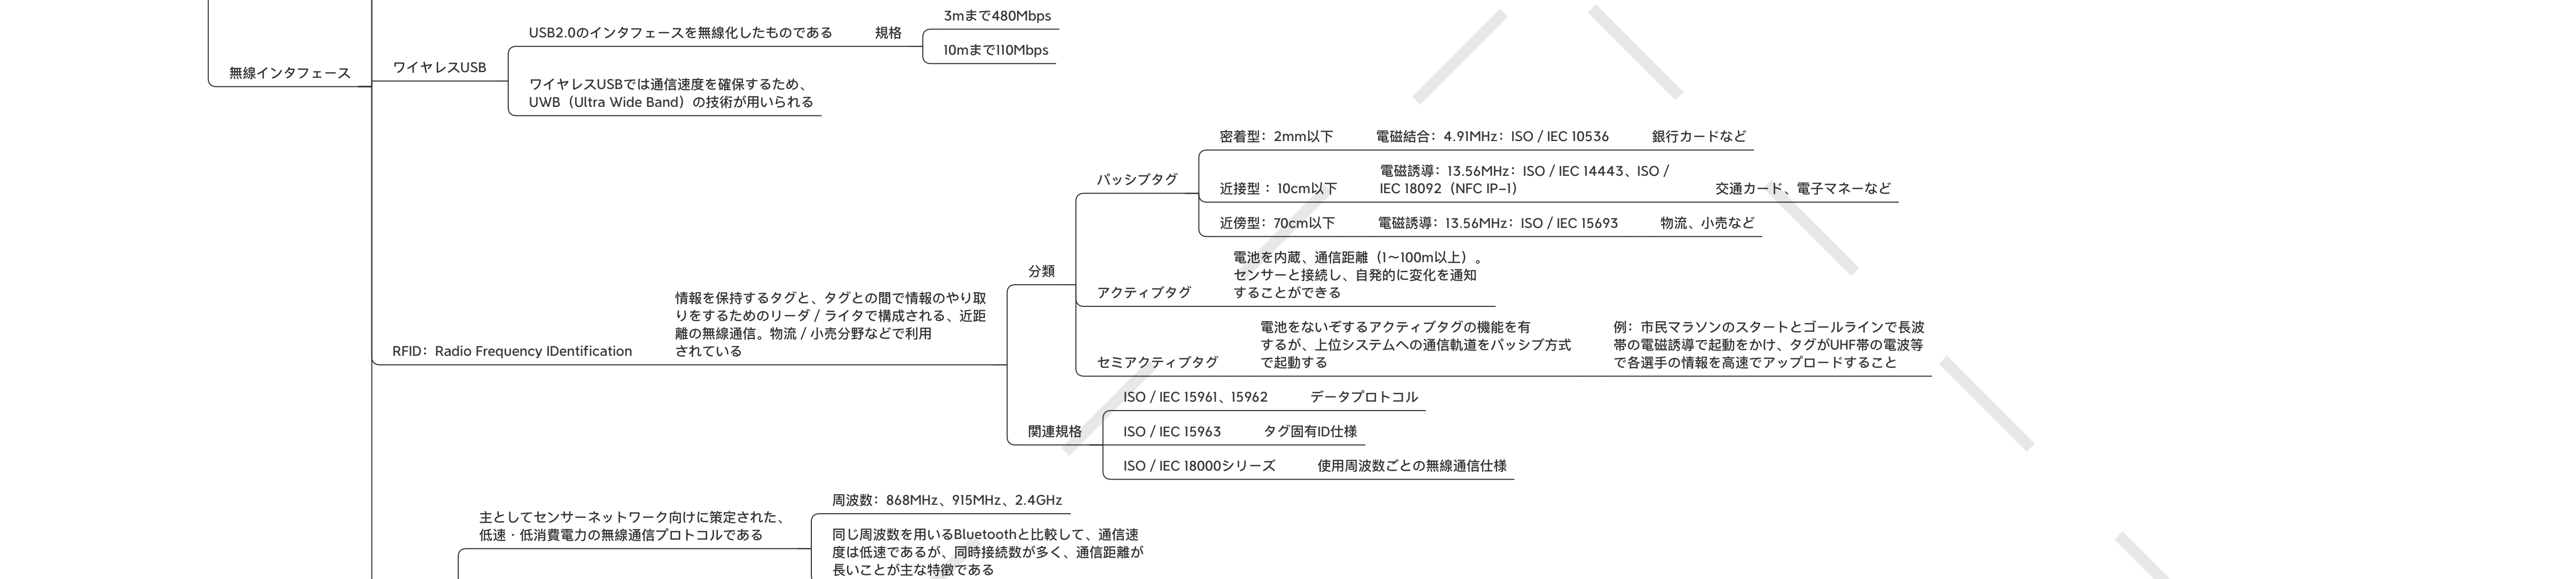 3mまで480Mbps
USB2.0のインタフェースを無線化したものである
規格
10mまで110Mbps
無線インタフェース
ワイヤレスUSB
ワイヤレスUSBでは通信速度を確保するため、
UWB（Ultra Wide Band）の技術が用いられる
密着型：2mm以下
電磁結合：4.91MHz：ISO / IEC 10536
銀行カードなど
パッシブタグ
近接型 ：10cm以下
電磁誘導：13.56MHz：ISO / IEC 14443、ISO /
IEC 18092（NFC IP-1）
交通カード、電子マネーなど
近傍型：70cm以下
電磁誘導：13.56MHz：ISO / IEC 15693
物流、小売など
分類
アクティブタグ
電池を内蔵、通信距離（1〜100m以上）。
センサーと接続し、自発的に変化を通知
することができる
RFID：Radio Frequency IDentification
情報を保持するタグと、タグとの間で情報のやり取
りをするためのリーダ / ライタで構成される、近距
離の無線通信。物流 / 小売分野などで利用
されている
セミアクティブタグ
電池をないぞするアクティブタグの機能を有
するが、上位システムへの通信軌道をパッシブ方式
で起動する
例：市民マラソンのスタートとゴールラインで長波
帯の電磁誘導で起動をかけ、タグがUHF帯の電波等
で各選手の情報を高速でアップロードすること
ISO / IEC 15961、15962
データプロトコル
関連規格
ISO / IEC 15963
タグ固有ID仕様
ISO / IEC 18000シリーズ
使用周波数ごとの無線通信仕様
主としてセンサーネットワーク向けに策定された、
低速・低消費電力の無線通信プロトコルである
周波数：868MHz、915MHz、2.4GHz
同じ周波数を用いるBluetoothと比較して、通信速
度は低速であるが、同時接続数が多く、通信距離が
長いことが主な特徴である